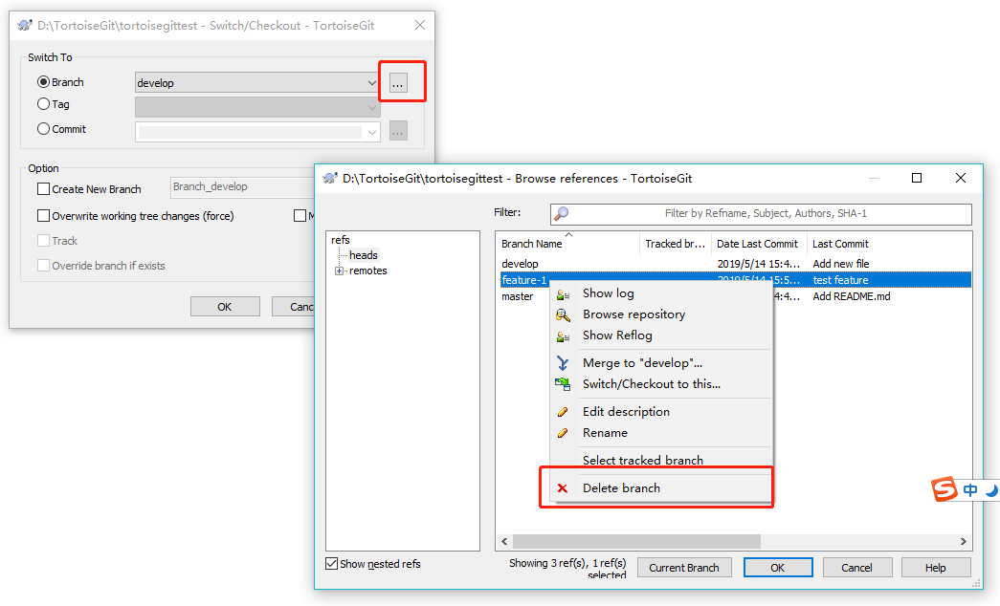 D:\TortoiseGit\tortoisegittest - Switch/Checkout - TortoiseGit
Switch To
Branch
develop
...
Tag
Commit
...
Option
Create New Branch
Branch_develop
Overwrite working tree changes (force)
Track
Override branch if exists
OK
D:\TortoiseGit\tortoisegittest - Browse references - TortoiseGit
Filter:
Filter by Refname, Subject, Authors, SHA-1
refs
heads
remotes
Branch Name Tracked br... Date Last Commit Last Commit
develop 2019/5/14 15:4... Add new file
feature-1 2019/5/14 15:5... test feature
master 4:4... Add README.md
Show log
Browse repository
Show Reflog
Merge to "develop"...
Switch/Checkout to this...
Edit description
Rename
Select tracked branch
Delete branch
Show nested refs
Showing 3 ref(s), 1 ref(s)
selected
Current Branch
OK
Cancel
Help
S 中